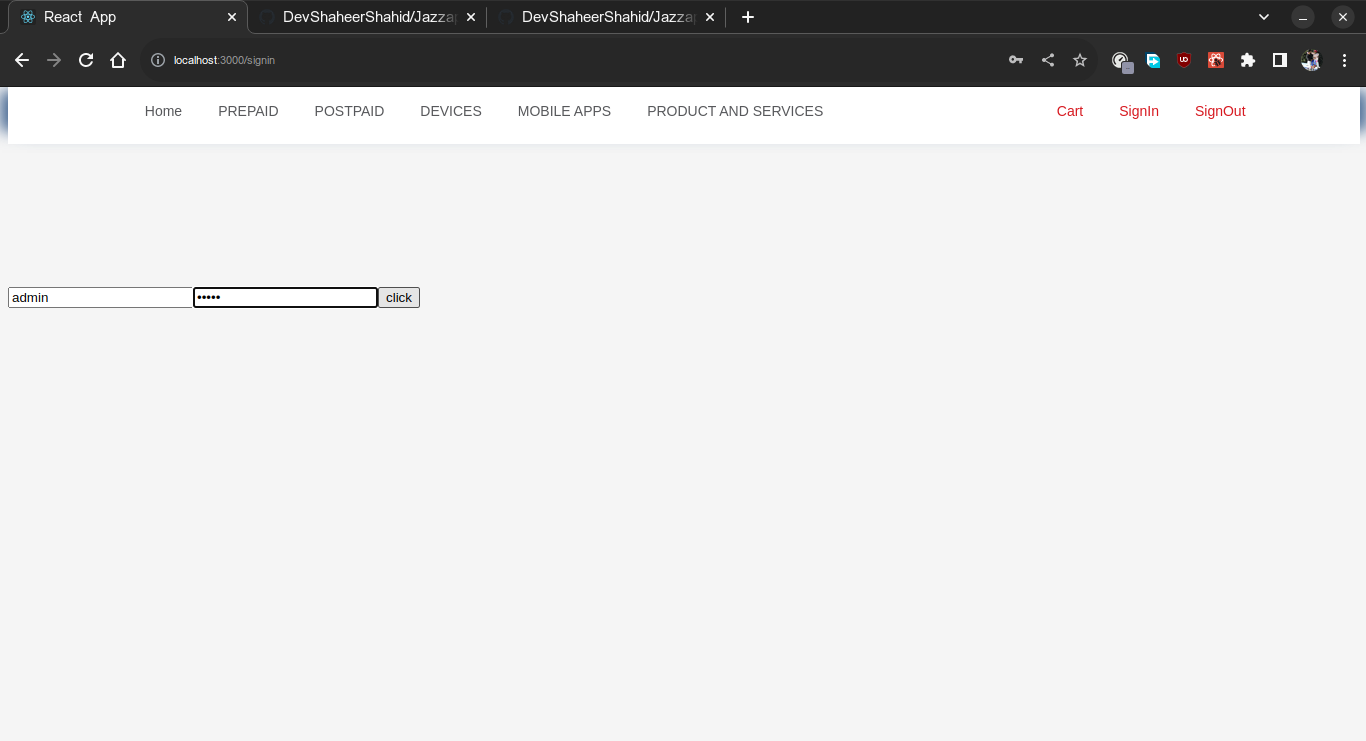 React App
DevShaheerShahid/Jazza
DevShaheerShahid/Jazza
localhost:3000/signin
Home PREPAID POSTPAID DEVICES MOBILE APPS PRODUCT AND SERVICES Cart SignIn SignOut
admin ••••• click